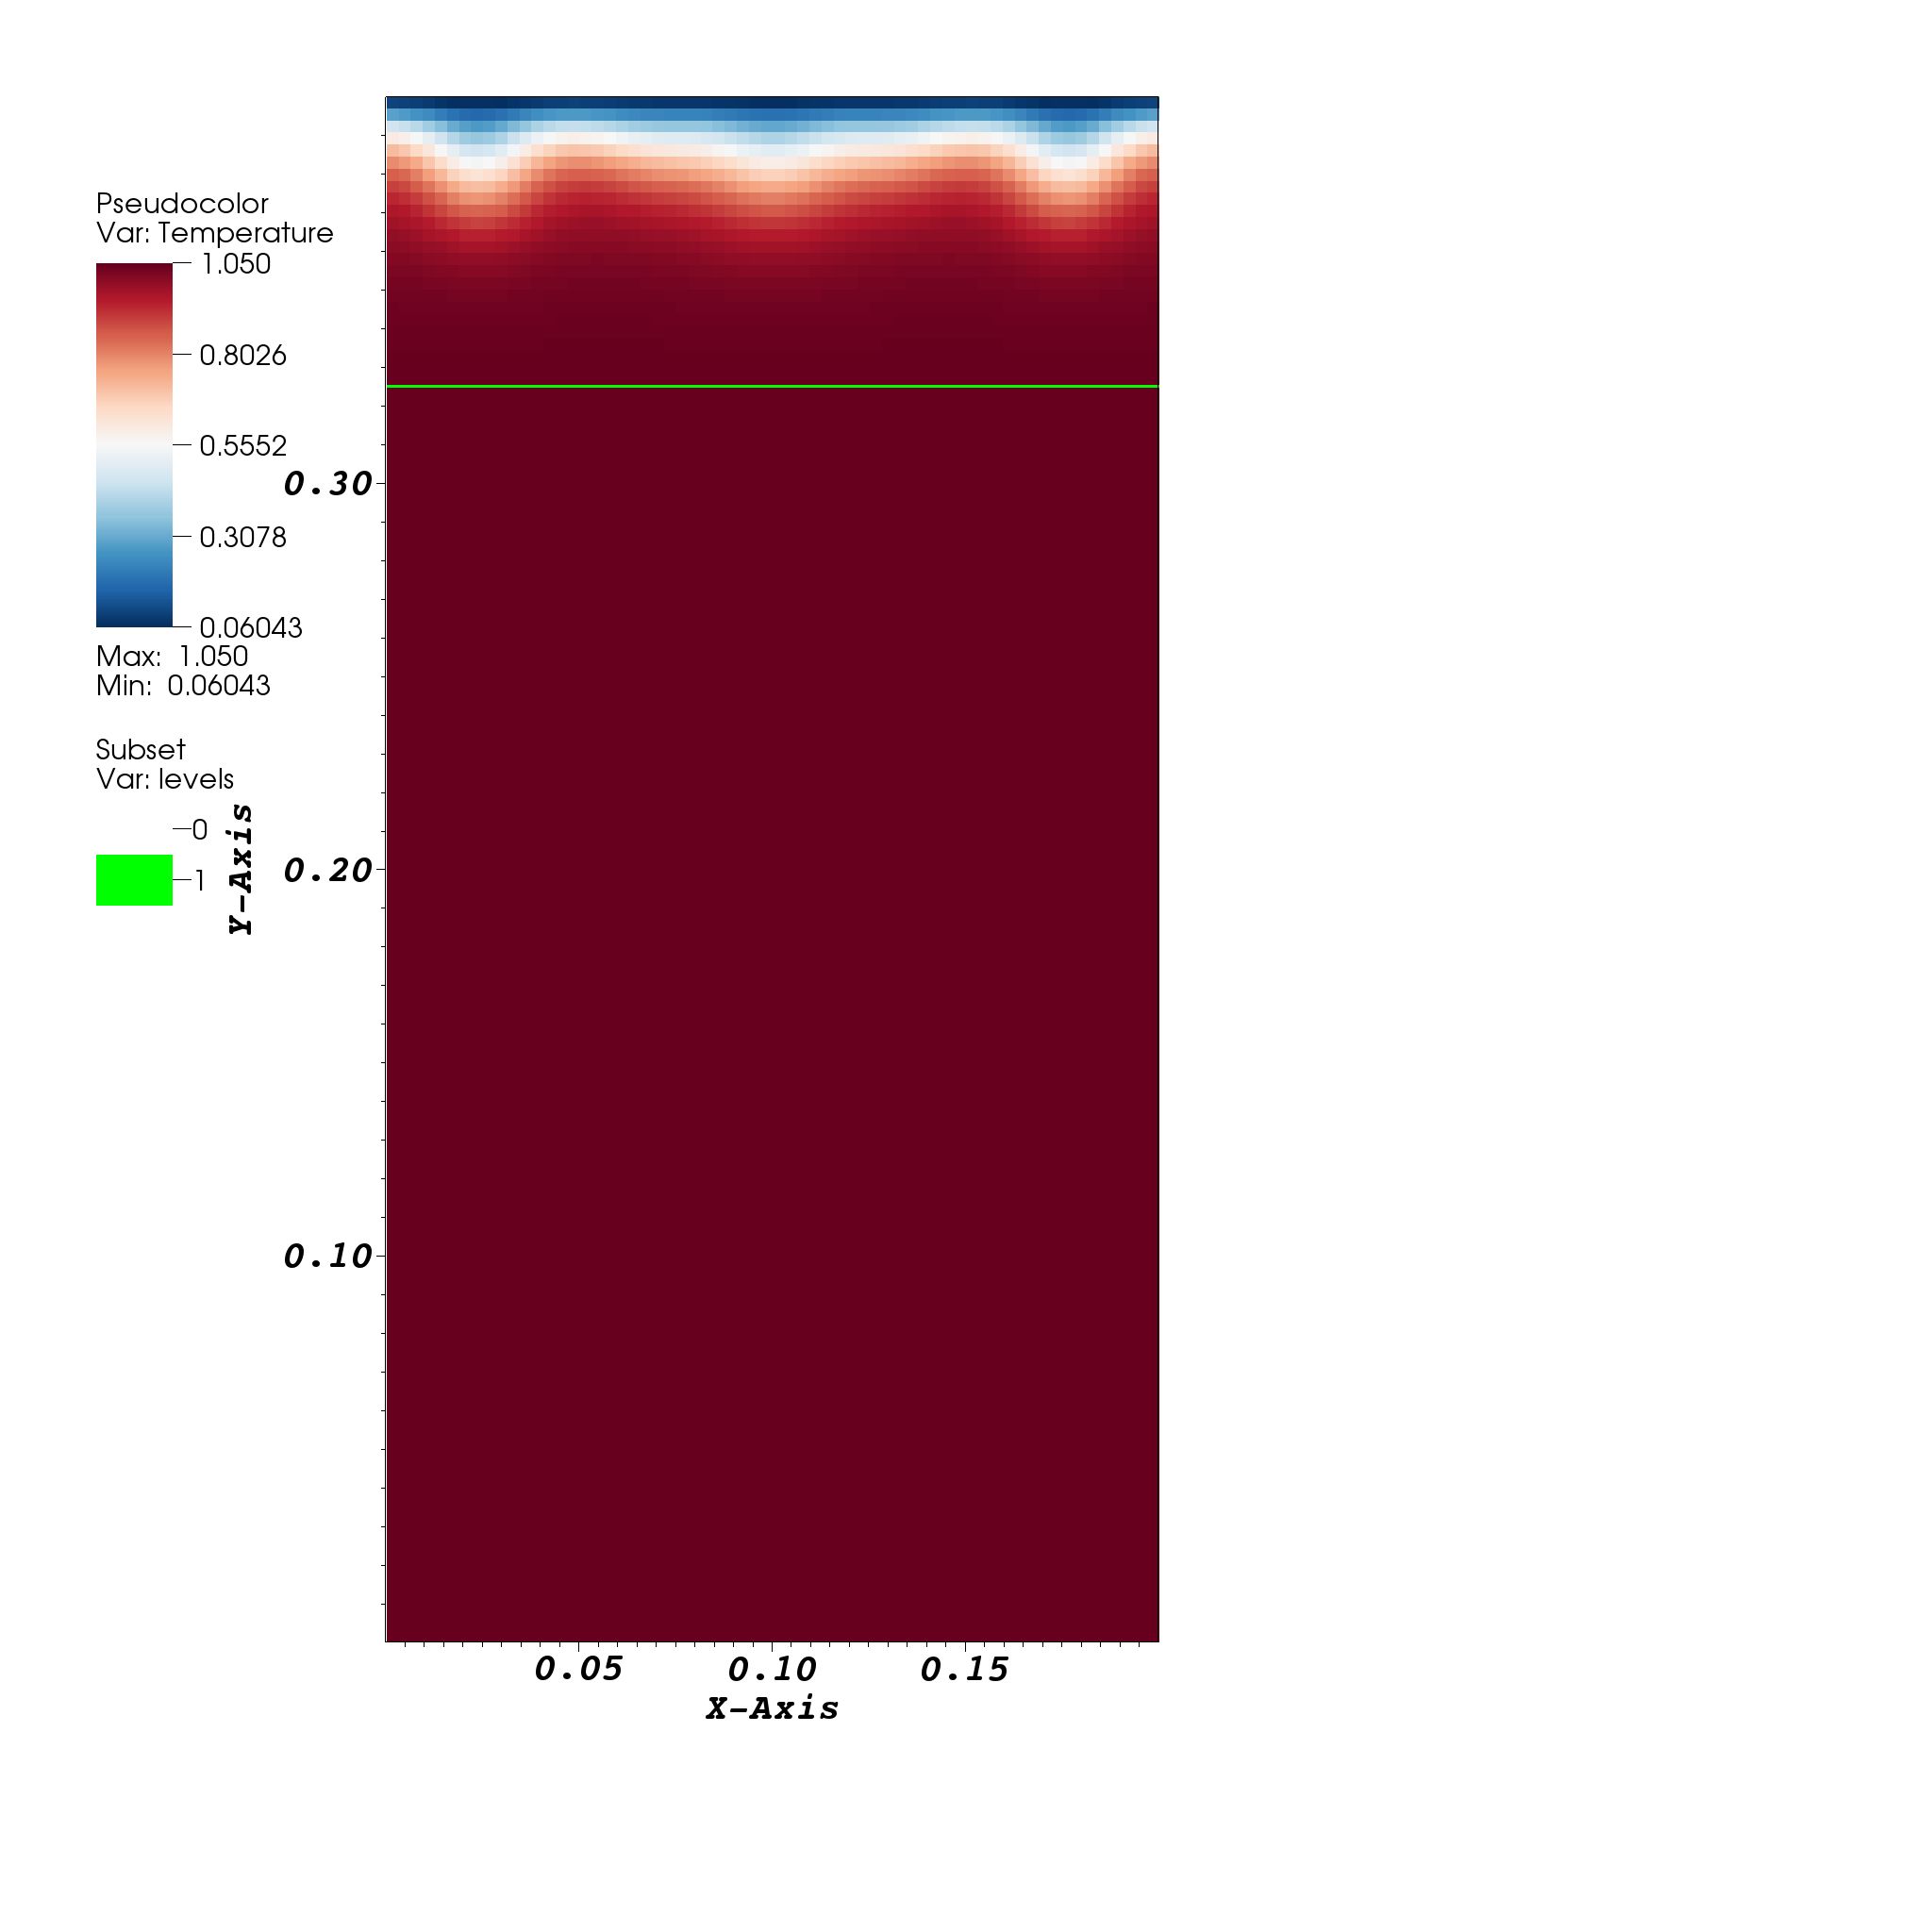 Pseudocolor
Var: Temperature
1.050
0.8026
0.5552
0.3078
0.06043
Max: 1.050
Min: 0.06043
Subset
Var: levels
0
1
Y-Axis
0.30
0.20
0.10
0.05 0.10 0.15
X-Axis